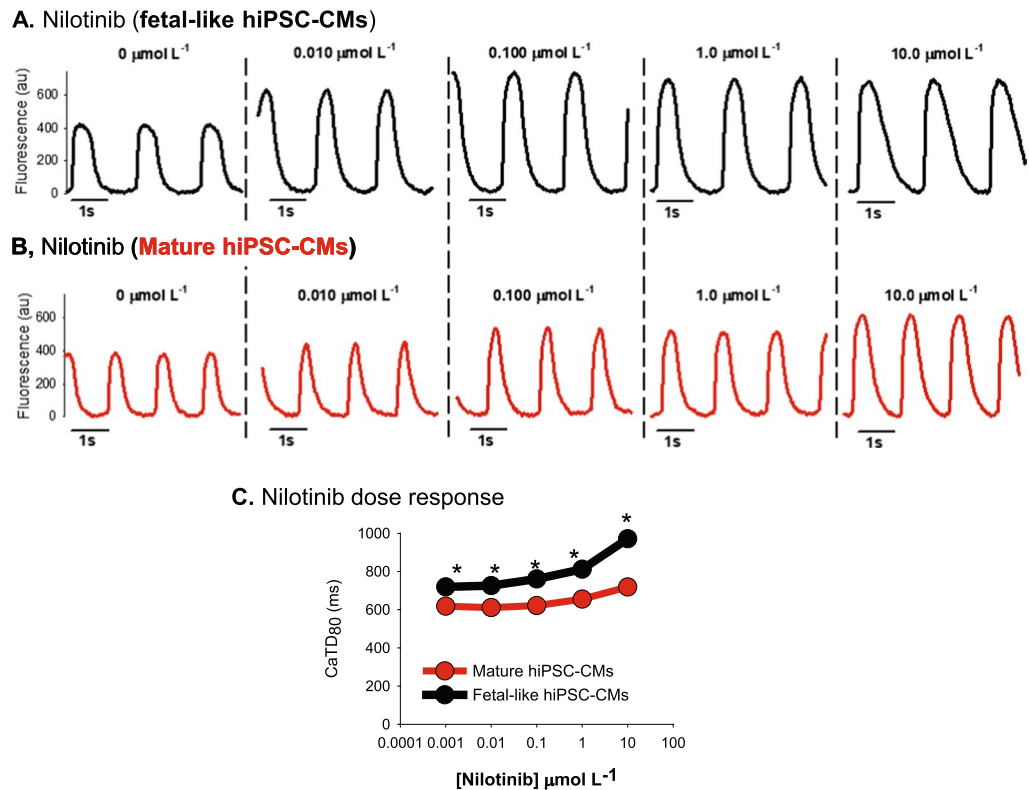 A. Nilotinib (fetal-like hiPSC-CMs)
0 µmol L-1 0.010 µmol L-1 0.100 µmol L-1 1.0 µmol L-1 10.0 µmol L-1
Fluorescence (au)
600
400
200
0
1s 1s 1s 1s 1s
B, Nilotinib (Mature hiPSC-CMs)
0 µmol L-1 0.010 µmol L-1 0.100 µmol L-1 1.0 µmol L-1 10.0 µmol L-1
Fluorescence (au)
600
400
200
0
1s 1s 1s 1s 1s
C. Nilotinib dose response
CaTD80 (ms)
1000
800
600
400
200
0
* * * * *
Mature hiPSC-CMs
Fetal-like hiPSC-CMs
0.0001 0.001 0.01 0.1 1 10 100
[Nilotinib] µmol L-1